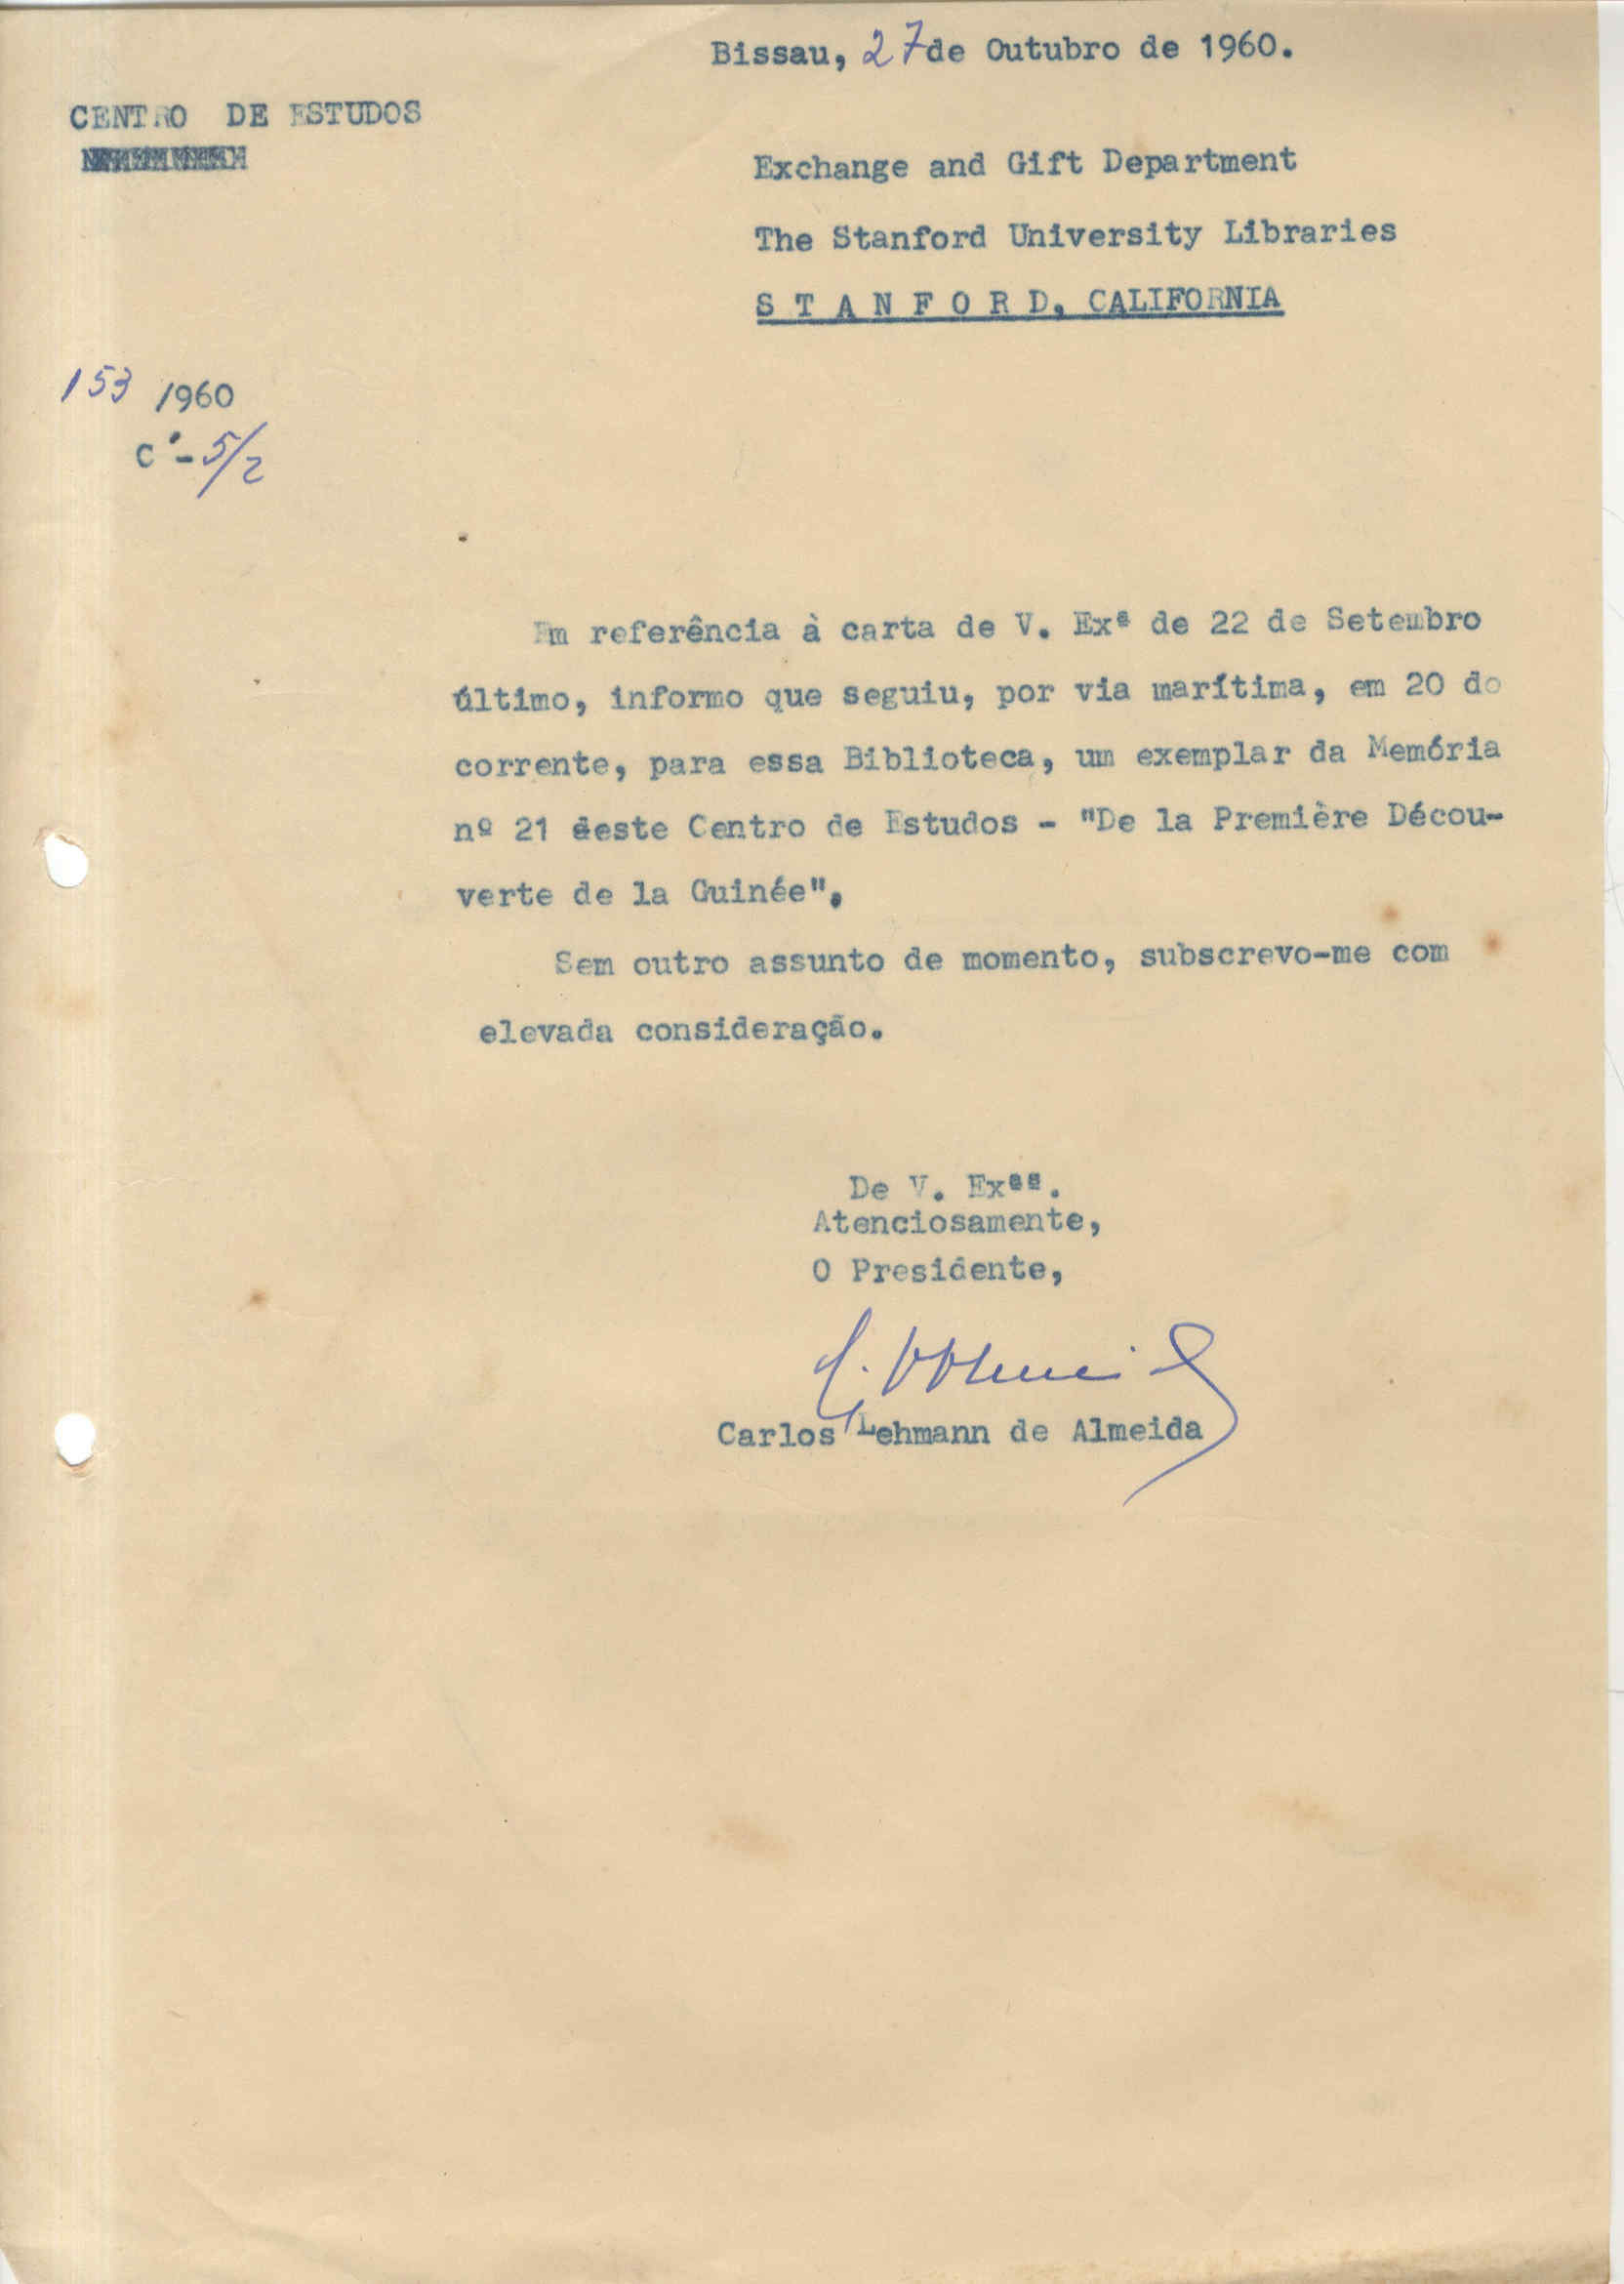 Bissau, 27 de Outubro de 1960.
CENTRO DE ESTUDOS
Exchange and Gift Department
The Stanford University Libraries
S T A N F O R D, CALIFORNIA
153 /1960
Cº - 5/2
Em referência à carta de V. Exª de 22 de Setembro
último, informo que seguiu, por via marítima, em 20 do
corrente, para essa Biblioteca, um exemplar da Memória
nº 21 deste Centro de Estudos - "De la Première Décou-
verte de la Guinée".
Sem outro assunto de momento, subscrevo-me com
elevada consideração.
De V. Exªª.
Atenciosamente,
O Presidente,
Carlos Lehmann de Almeida